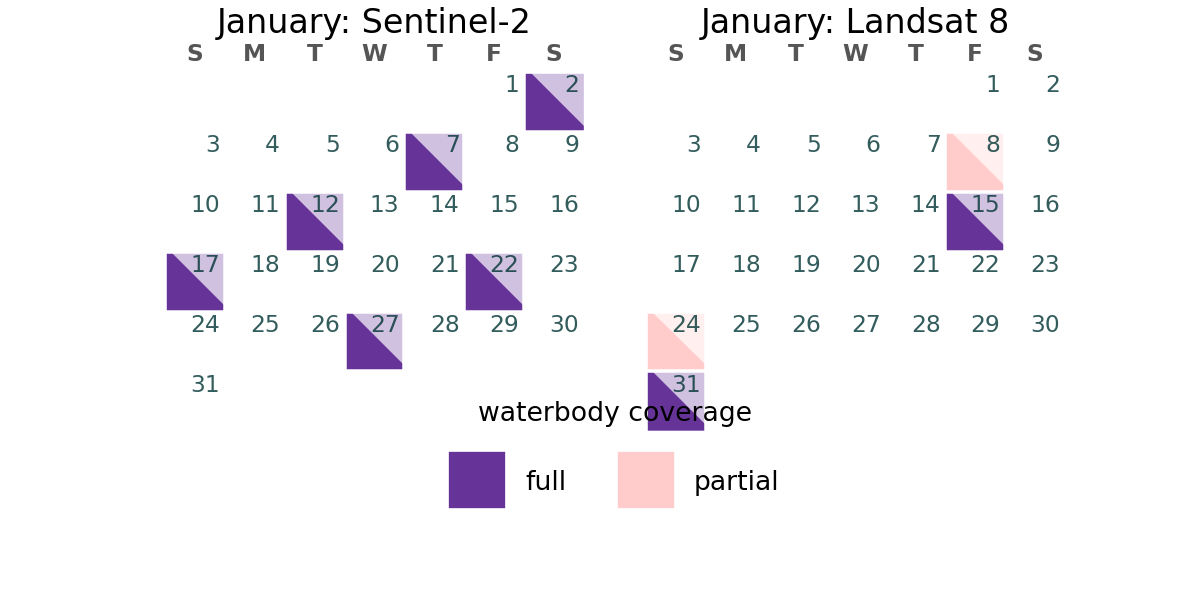 January: Sentinel-2
S M T W T F S
1 2
3 4 5 6 7 8 9
10 11 12 13 14 15 16
17 18 19 20 21 22 23
24 25 26 27 28 29 30
31
January: Landsat 8
S M T W T F S
1 2
3 4 5 6 7 8 9
10 11 12 13 14 15 16
17 18 19 20 21 22 23
24 25 26 27 28 29 30
31
waterbody coverage
full partial